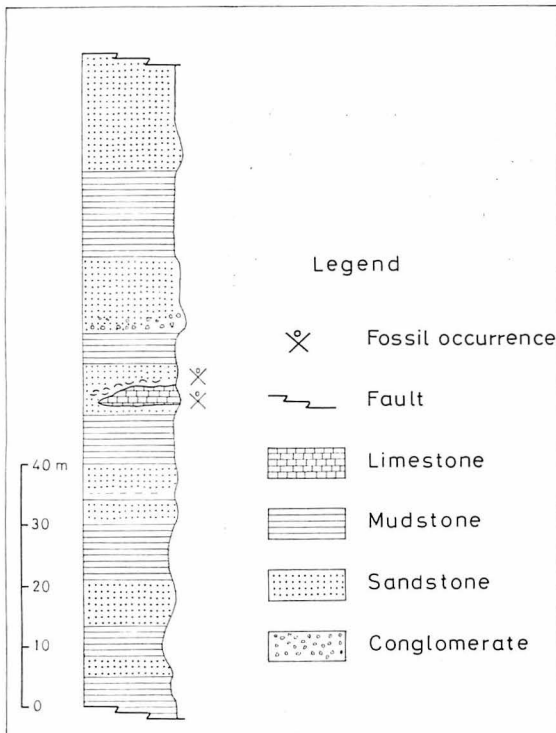 Legend
Fossil occurrence
Fault
Limestone
Mudstone
Sandstone
Conglomerate
40 m
30
20
10
0